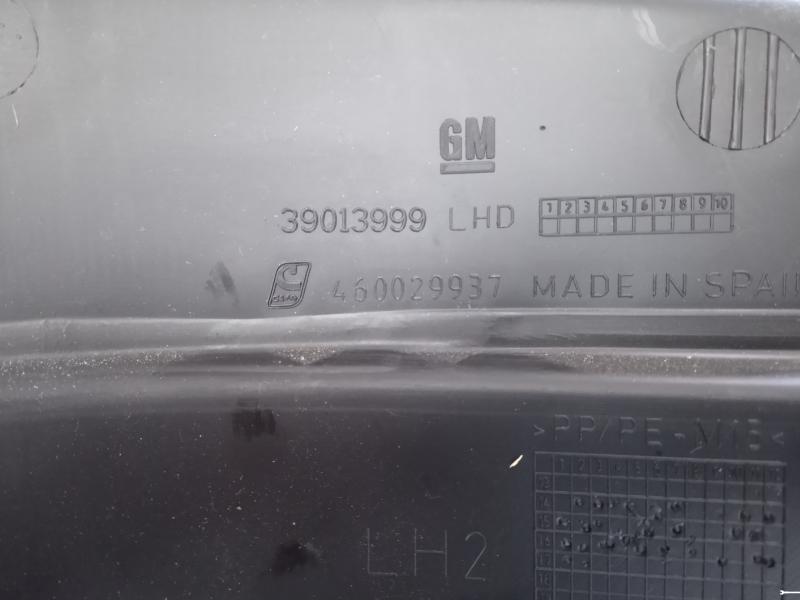 GM
39013999 LHD
1 2 3 4 5 6 7 8 9 10
460029937 MADE IN SPAIN
>PP/PE-M15<
LH2